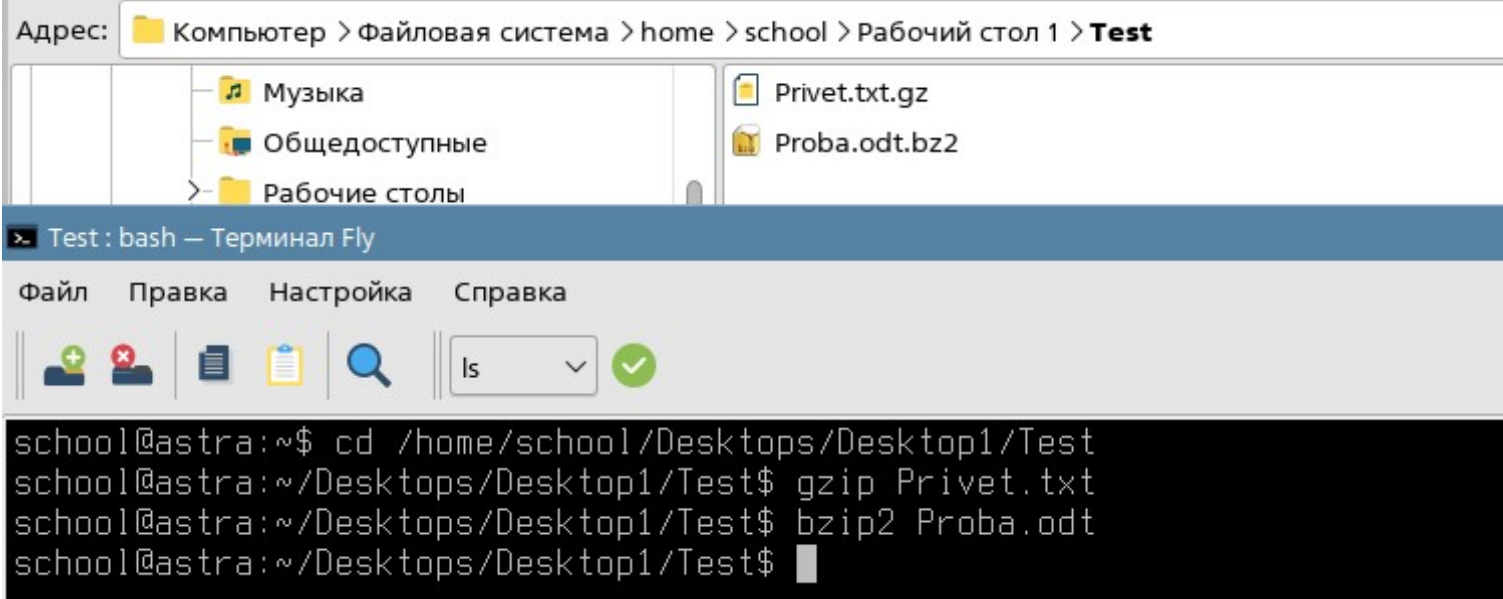 Адрес: Компьютер > Файловая система > home > school > Рабочий стол 1 > Test
Музыка
Общедоступные
Рабочие столы
Privet.txt.gz
Proba.odt.bz2
Test : bash — Терминал Fly
Файл Правка Настройка Справка
ls
school@astra:~$ cd /home/school/Desktops/Desktop1/Test
school@astra:~/Desktops/Desktop1/Test$ gzip Privet.txt
school@astra:~/Desktops/Desktop1/Test$ bzip2 Proba.odt
school@astra:~/Desktops/Desktop1/Test$